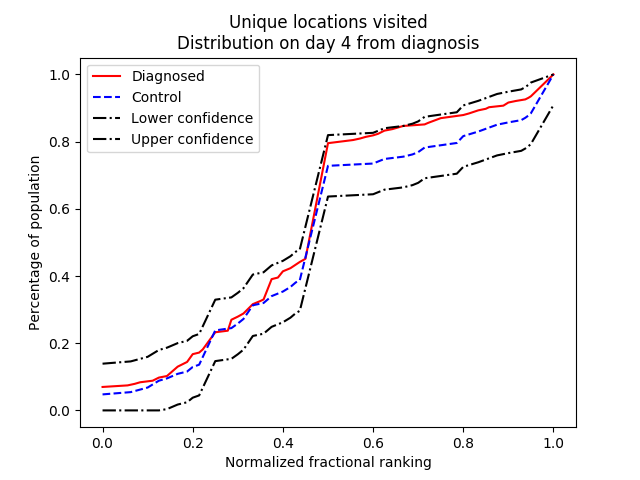 Unique locations visited
Distribution on day 4 from diagnosis
1.0
0.8
0.6
0.4
0.2
0.0
Percentage of population
Diagnosed
Control
Lower confidence
Upper confidence
0.0 0.2 0.4 0.6 0.8 1.0
Normalized fractional ranking